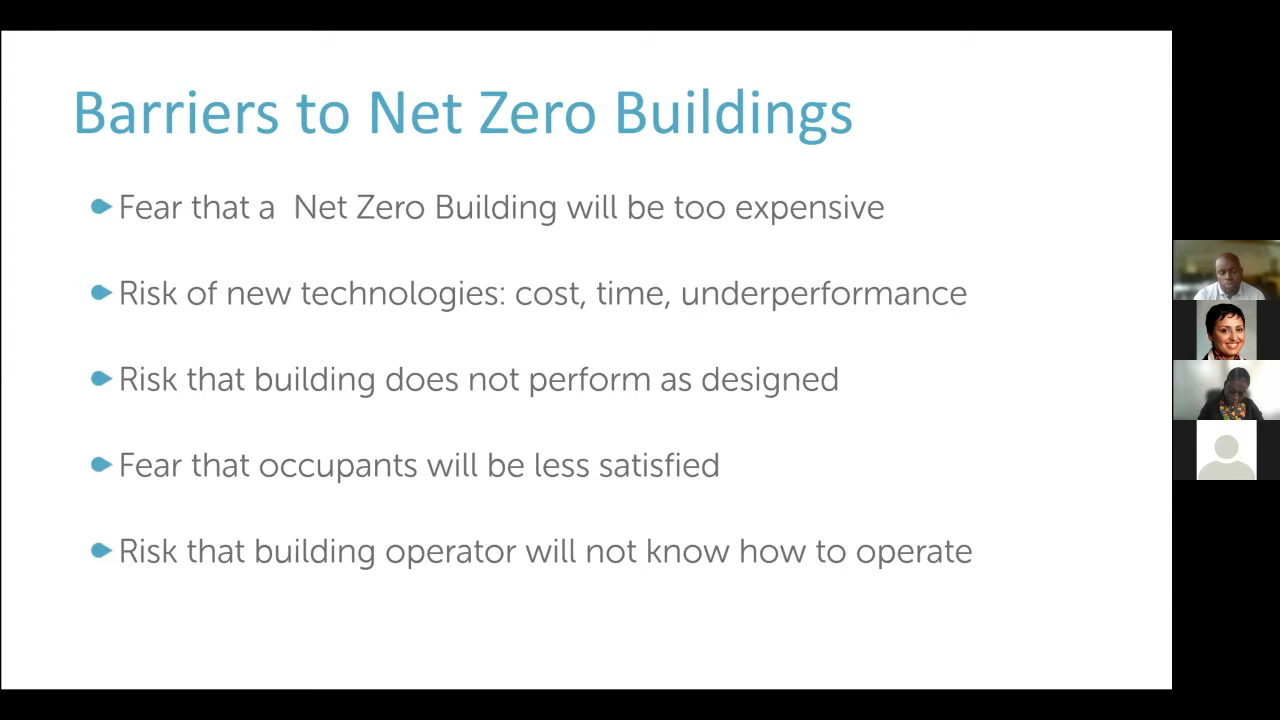 Barriers to Net Zero Buildings
Fear that a  Net Zero Building will be too expensive
Risk of new technologies: cost, time, underperformance
Risk that building does not perform as designed
Fear that occupants will be less satisfied
Risk that building operator will not know how to operate